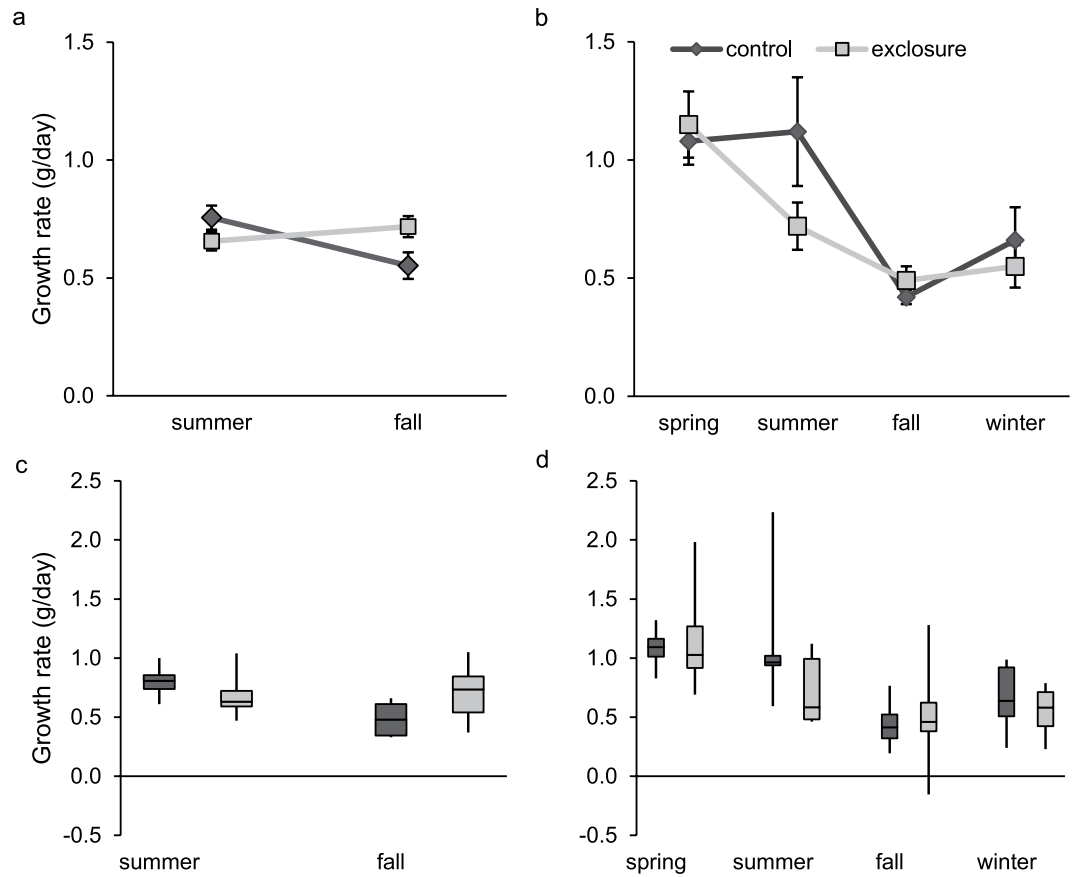 a
1.5
1.0
0.5
0.0
Growth rate (g/day)
summer fall
b
control exclosure
1.5
1.0
0.5
0.0
spring summer fall winter
c
2.5
2.0
1.5
1.0
0.5
0.0
-0.5
Growth rate (g/day)
summer fall
d
2.5
2.0
1.5
1.0
0.5
0.0
-0.5
spring summer fall winter